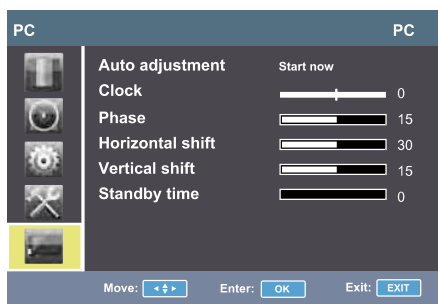 PC PC
Auto adjustment Start now
Clock 0
Phase 15
Horizontal shift 30
Vertical shift 15
Standby time 0
Move: Enter: OK Exit: EXIT